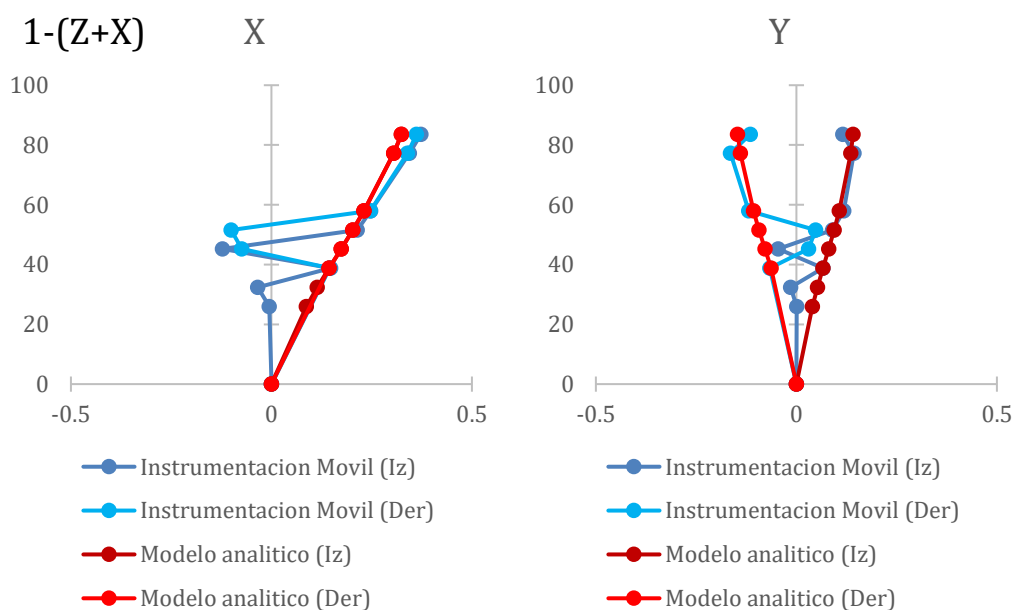 1-(Z+X)
X
Y
100
80
60
40
20
0
-0.5
0
0.5
100
80
60
40
20
0
-0.5
0
0.5
Instrumentacion Movil (Iz)
Instrumentacion Movil (Der)
Modelo analitico (Iz)
Modelo analitico (Der)
Instrumentacion Movil (Iz)
Instrumentacion Movil (Der)
Modelo analitico (Iz)
Modelo analitico (Der)